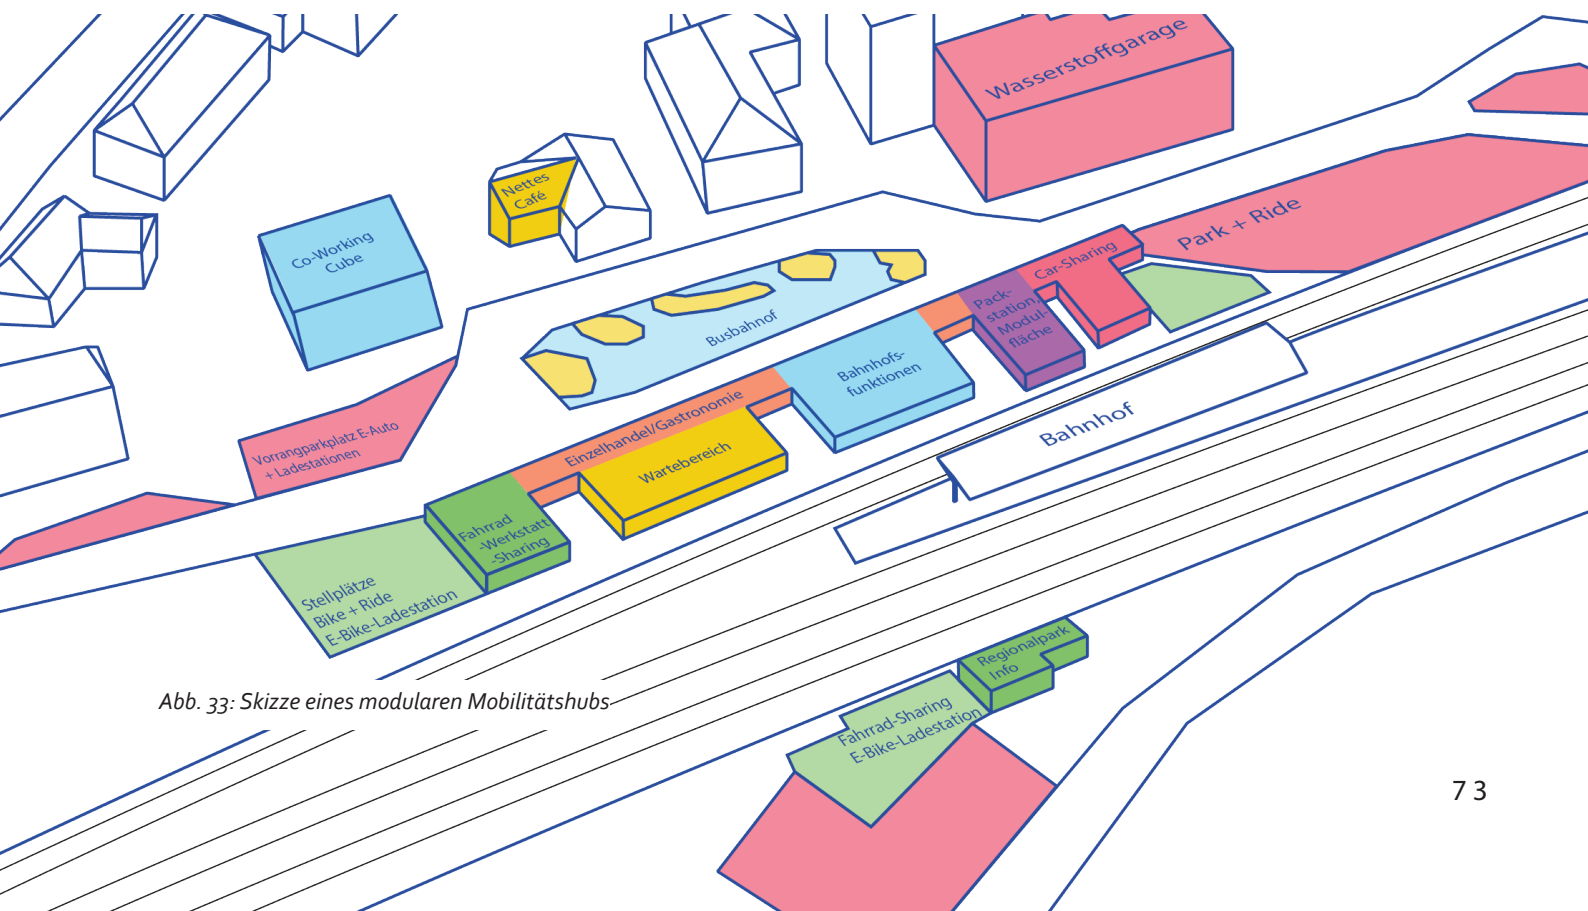 Wasserstoffgarage
Nettes
Café
Park + Ride
Co-Working
Cube
Car-Sharing
Pack-
station,
Modul-
fläche
Busbahnhof
Bahnhofs-
funktionen
Bahnhof
Einzelhandel/Gastronomie
Wartebereich
Vorrangparkplatz E-Auto
+ Ladestationen
Fahrrad
-Werkstatt
-Sharing
Stellplätze
Bike + Ride
E-Bike-Ladestation
Regionalpark
Info
Fahrrad-Sharing
E-Bike-Ladestation
Abb. 33: Skizze eines modularen Mobilitätshubs
73